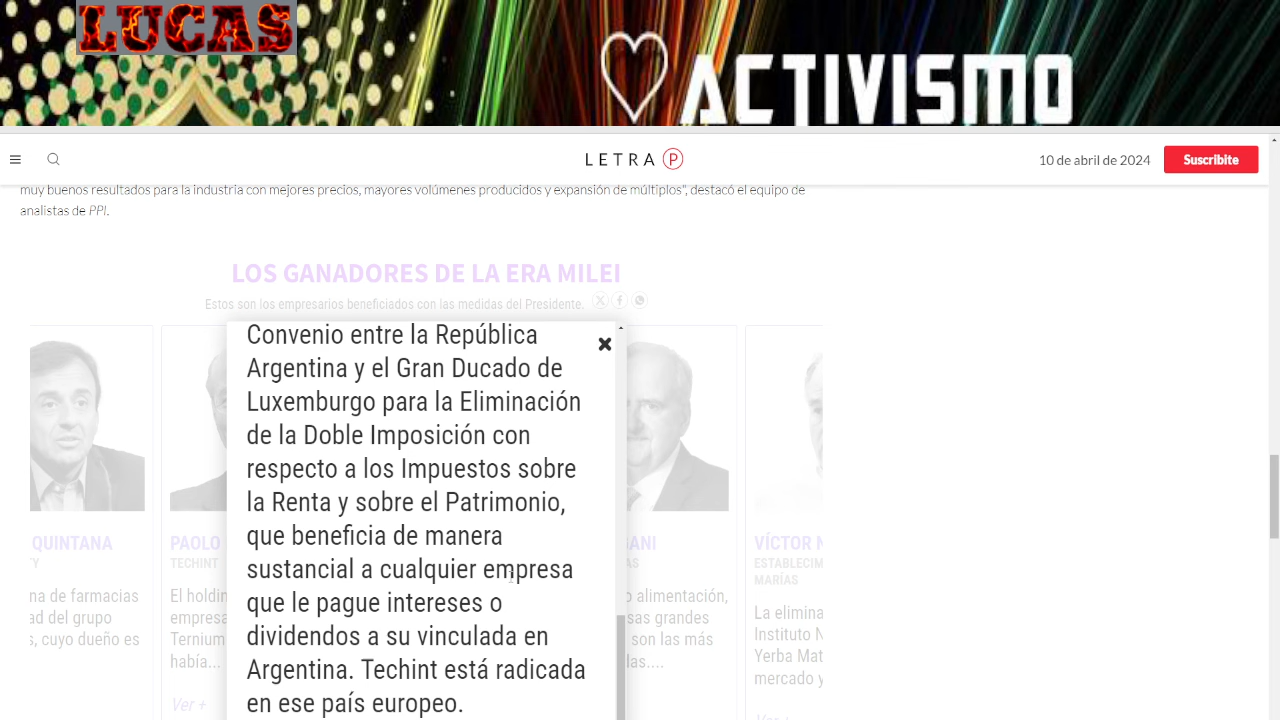 LUCAS
ACTIVISMO
LETRA P
10 de abril de 2024
Suscribite
muy buenos resultados para la industria con mejores precios, mayores volúmenes producidos y expansión de múltiplos", destacó el equipo de
analistas de PPI.
LOS GANADORES DE LA ERA MILEI
Estos son los empresarios beneficiados con las medidas del Presidente.
Convenio entre la República
Argentina y el Gran Ducado de
Luxemburgo para la Eliminación
de la Doble Imposición con
respecto a los Impuestos sobre
la Renta y sobre el Patrimonio,
que beneficia de manera
sustancial a cualquier empresa
que le pague intereses o
dividendos a su vinculada en
Argentina. Techint está radicada
en ese país europeo.
QUINTANA
na de farmacias
ad del grupo
s, cuyo dueño es
PAOLO
TECHINT
El holdin
empresa
Ternium
había...
Ver +
BANI
AS
o alimentación,
sas grandes
son las más
las....
VÍCTOR N
ESTABLECIM
MARÍAS
La elimina
Instituto N
Yerba Mat
mercado y